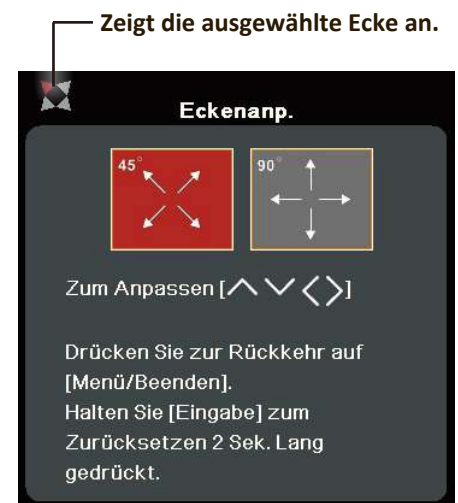 Zeigt die ausgewählte Ecke an.
Eckenanp.
45° 90°
Zum Anpassen [∧∨<>]
Drücken Sie zur Rückkehr auf
[Menü/Beenden].
Halten Sie [Eingabe] zum
Zurücksetzen 2 Sek. Lang
gedrückt.